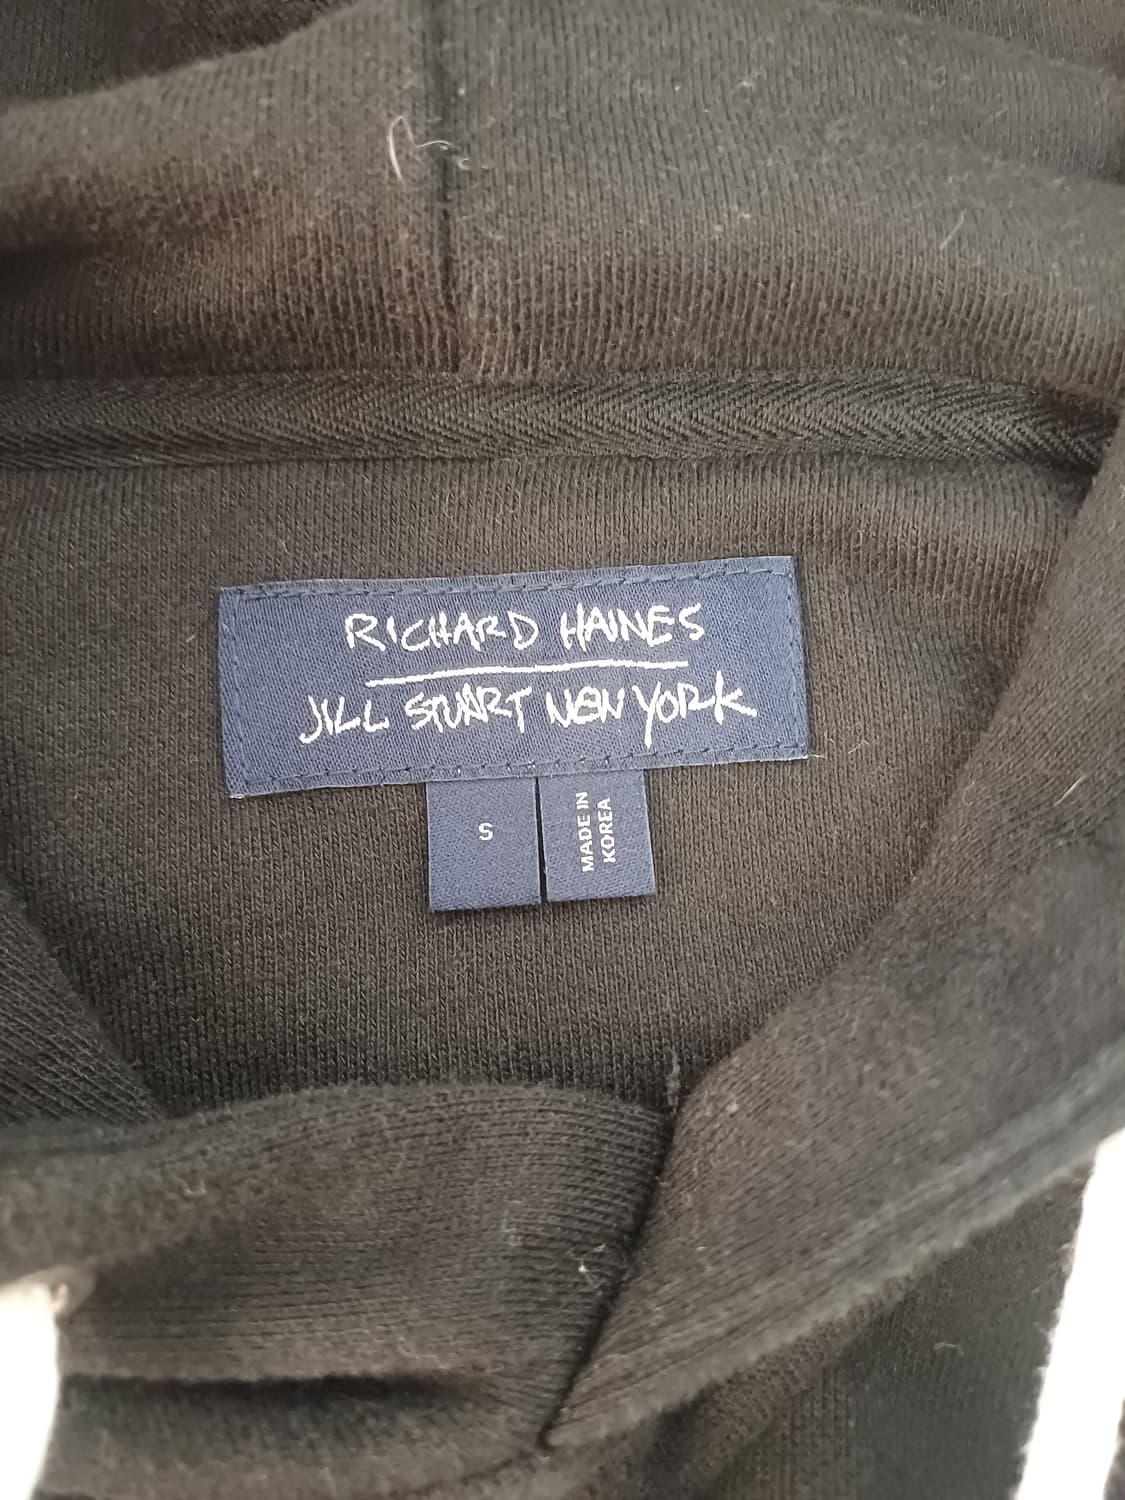 RICHARD HAINES
JILL STUART NEW YORK
S
MADE IN
KOREA